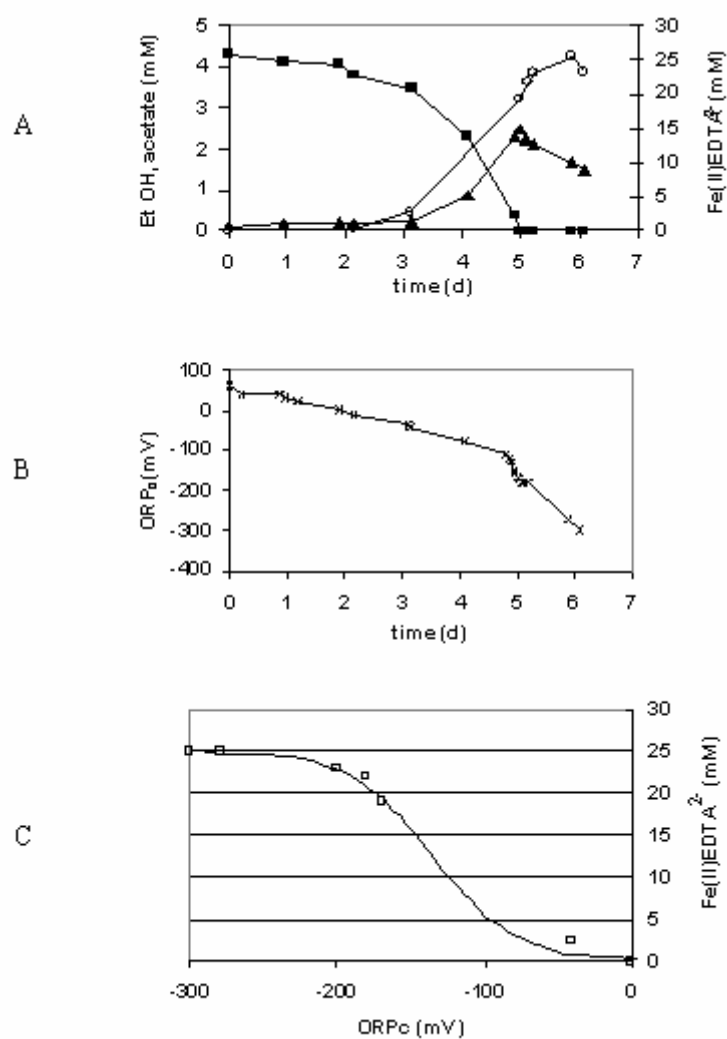 A
Et OH, acetate (mM)
5
4
3
2
1
0
30
25
20
15
10
5
0
Fe(II)EDTA²⁻ (mM)
0 1 2 3 4 5 6 7
time (d)
B
ORPc (mV)
100
0
-100
-200
-300
-400
0 1 2 3 4 5 6 7
time (d)
C
30
25
20
15
10
5
0
Fe(II)EDTA²⁻ (mM)
-300 -200 -100 0
ORPc (mV)